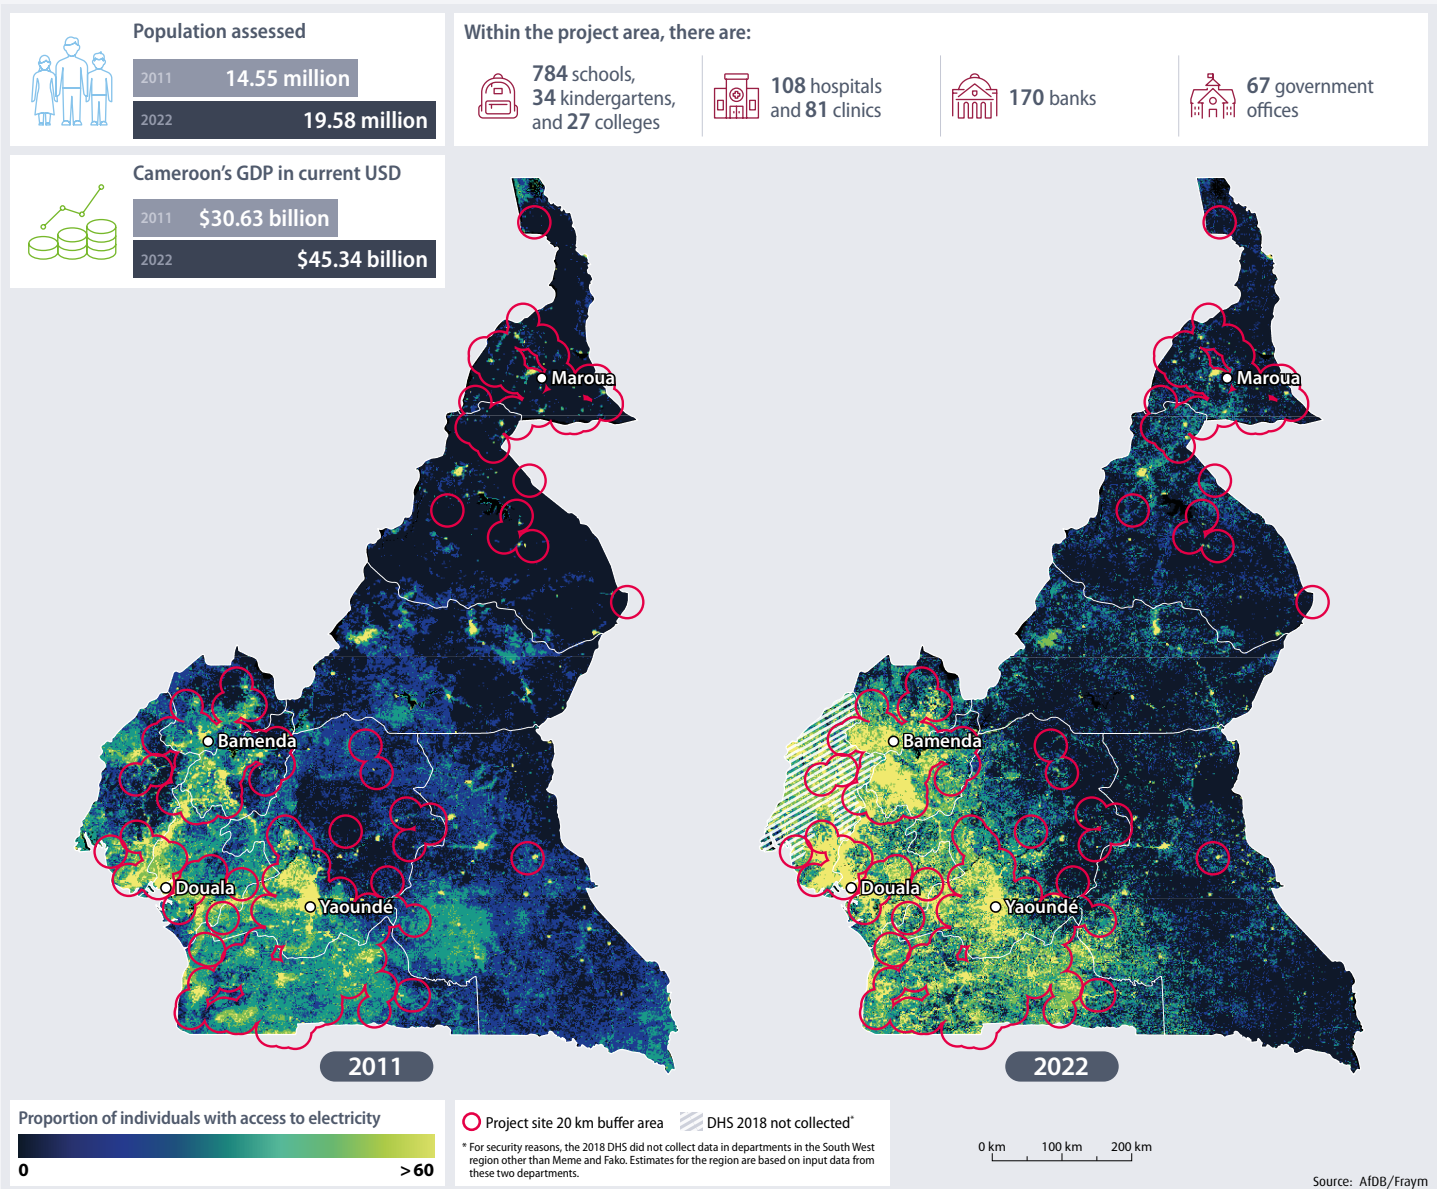 Population assessed
2011 14.55 million
2022 19.58 million
Within the project area, there are:
784 schools,
34 kindergartens,
and 27 colleges
108 hospitals
and 81 clinics
170 banks
67 government
offices
Cameroon’s GDP in current USD
2011 $30.63 billion
2022 $45.34 billion
Maroua
Bamenda
Douala
Yaoundé
2011
Maroua
Bamenda
Douala
Yaoundé
2022
Proportion of individuals with access to electricity
0 >60
Project site 20 km buffer area
DHS 2018 not collected*
* For security reasons, the 2018 DHS did not collect data in departments in the South West
region other than Meme and Fako. Estimates for the region are based on input data from
these two departments.
0 km 100 km 200 km
Source: AfDB/Fraym